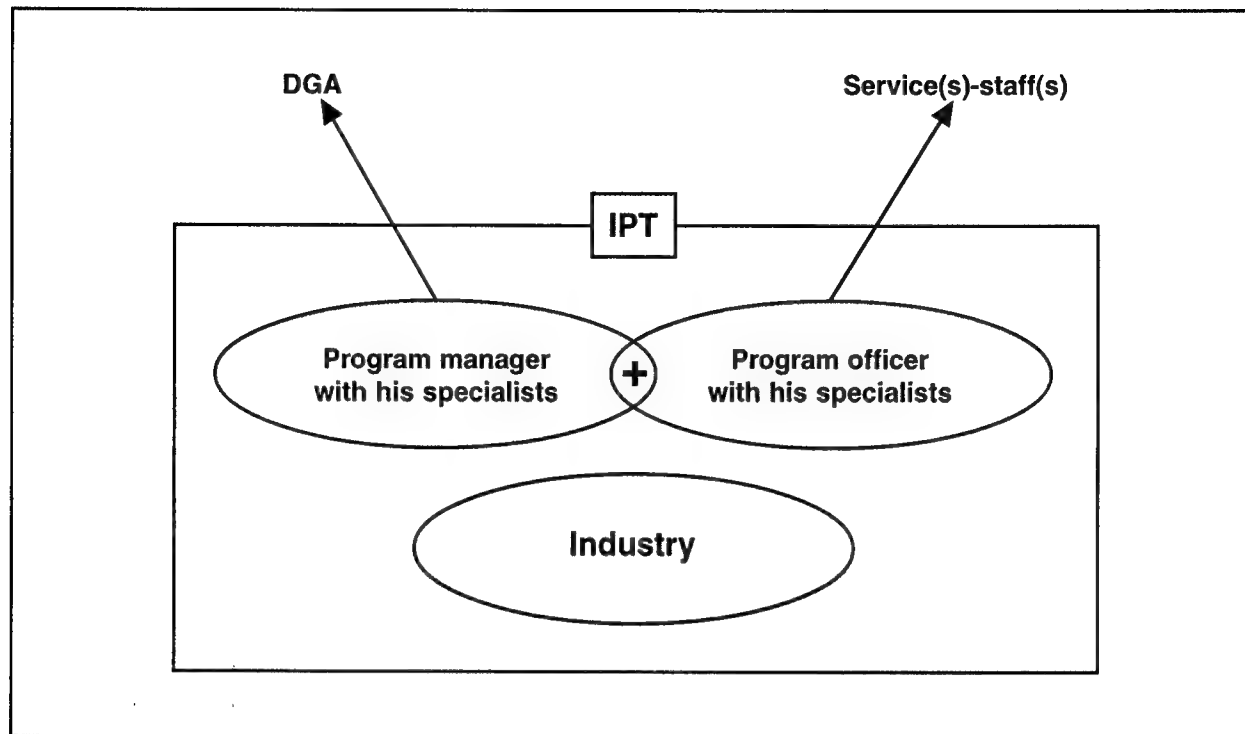 DGA
Service(s)-staff(s)
IPT
Program manager
with his specialists
+
Program officer
with his specialists
Industry